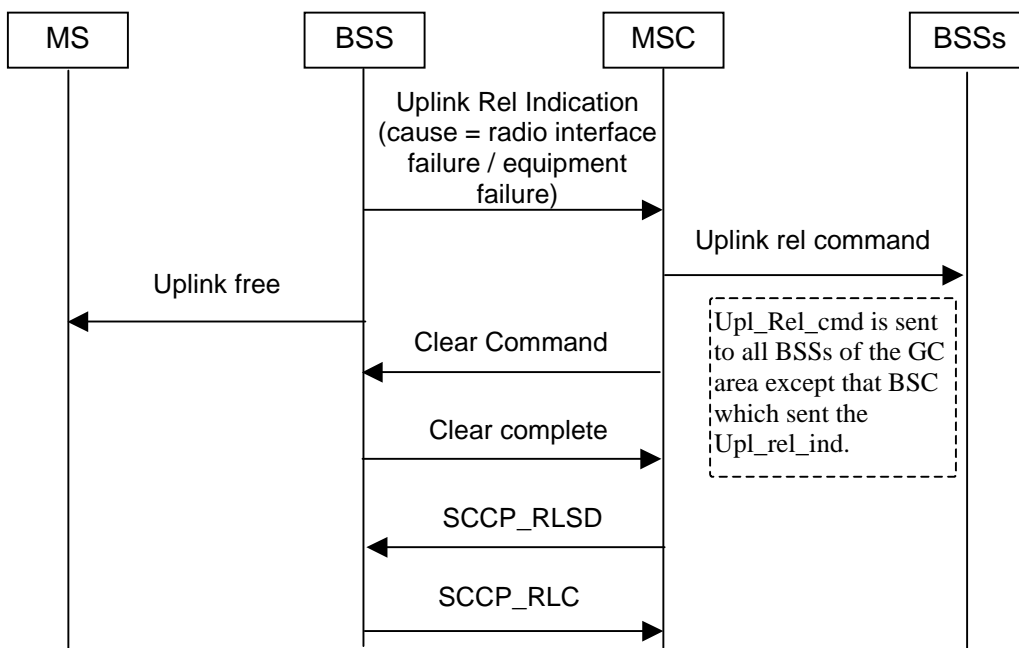 MS
BSS
MSC
BSSs
Uplink Rel Indication
(cause = radio interface
failure / equipment
failure)
Uplink rel command
Uplink free
Upl_Rel_cmd is sent
to all BSSs of the GC
area except that BSC
which sent the
Upl_rel_ind.
Clear Command
Clear complete
SCCP_RLSD
SCCP_RLC